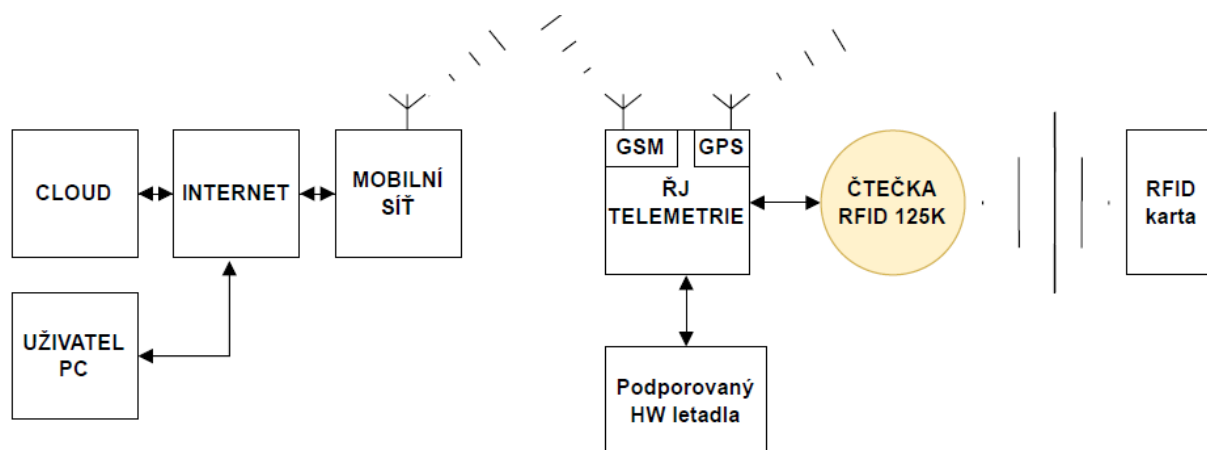 CLOUD
INTERNET
MOBILNÍ
SÍŤ
GSM
GPS
ŘJ
TELEMETRIE
ČTEČKA
RFID 125K
RFID
karta
UŽIVATEL
PC
Podporovaný
HW letadla